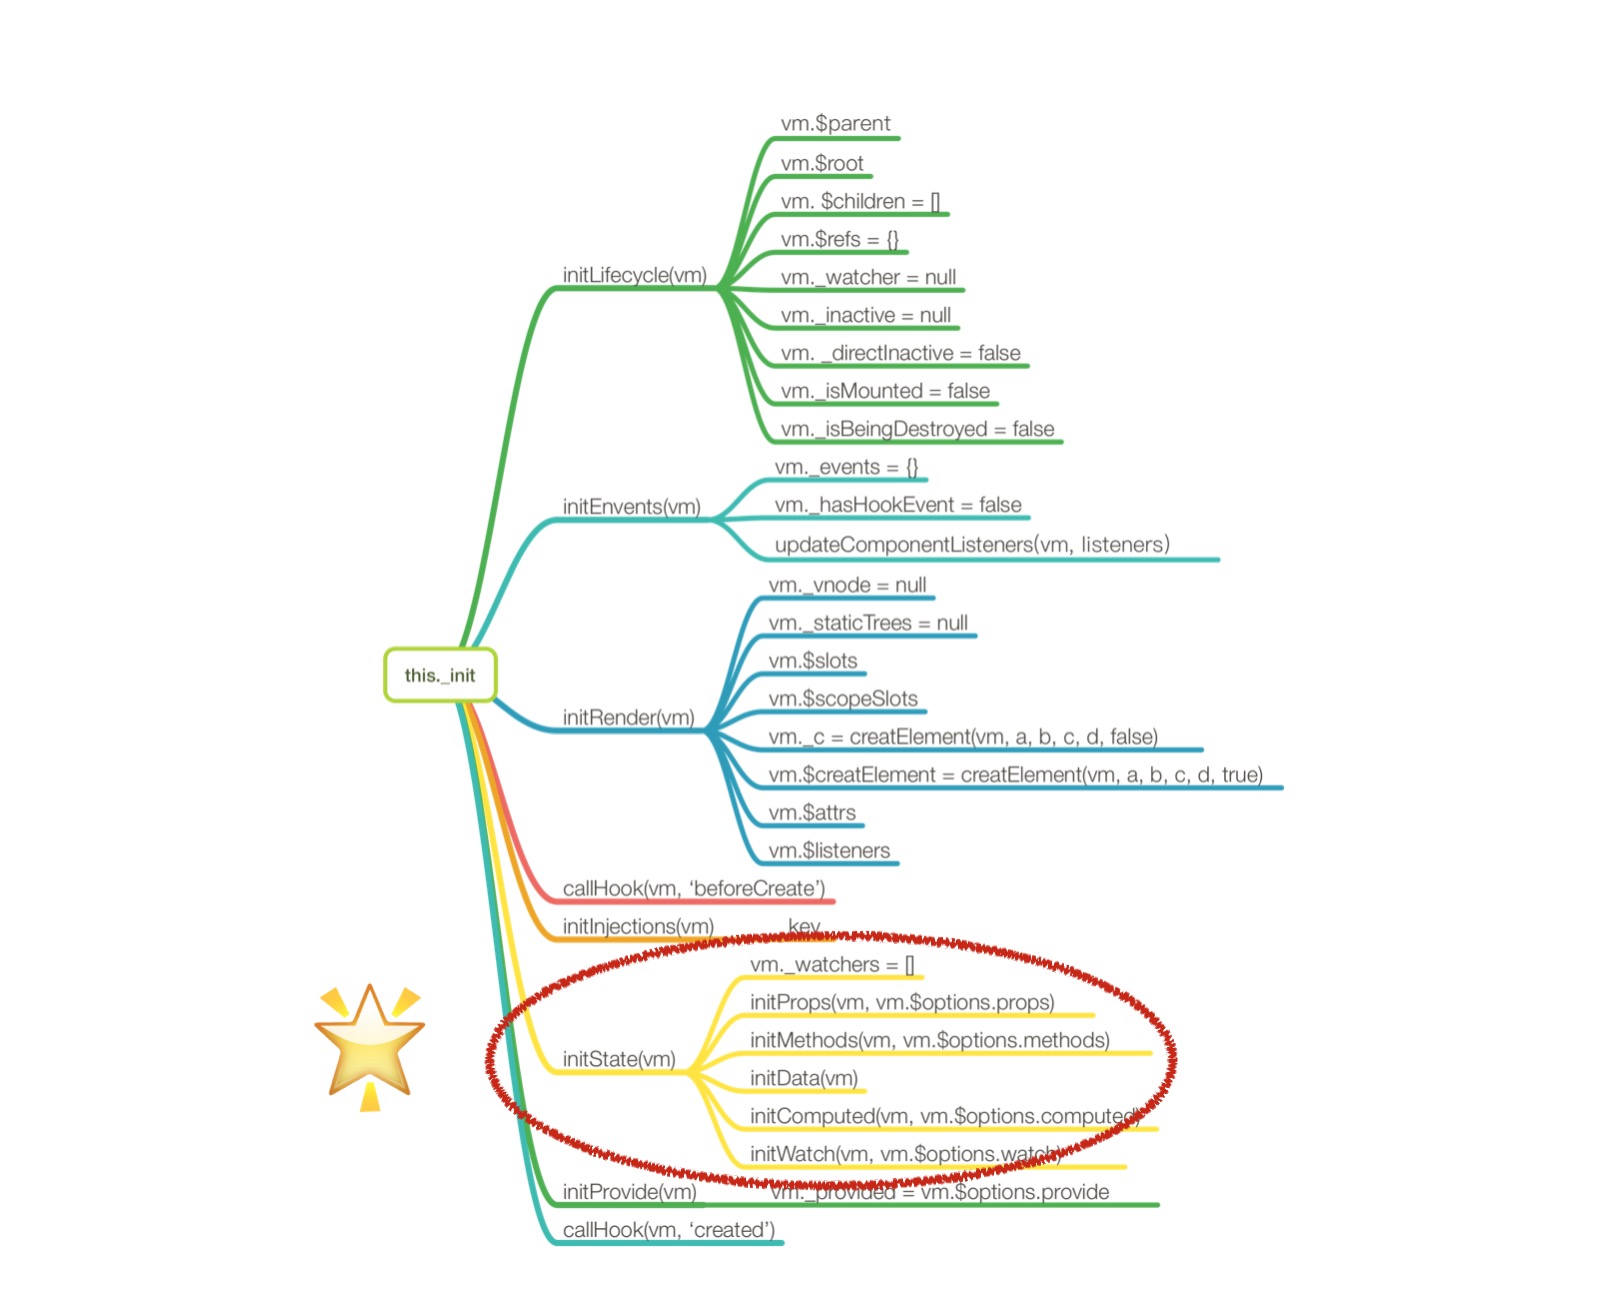 vm.$parent
vm.$root
vm. $children = []
vm.$refs = {}
initLifecycle(vm)
vm._watcher = null
vm._inactive = null
vm. _directInactive = false
vm._isMounted = false
vm._isBeingDestroyed = false
vm._events = {}
initEnvents(vm)
vm._hasHookEvent = false
updateComponentListeners(vm, listeners)
vm._vnode = null
vm._staticTrees = null
vm.$slots
this._init
vm.$scopeSlots
initRender(vm)
vm._c = creatElement(vm, a, b, c, d, false)
vm.$creatElement = creatElement(vm, a, b, c, d, true)
vm.$attrs
vm.$listeners
callHook(vm, ‘beforeCreate’)
initInjections(vm) key
vm._watchers = []
initProps(vm, vm.$options.props)
initMethods(vm, vm.$options.methods)
initState(vm)
initData(vm)
initComputed(vm, vm.$options.computed)
initWatch(vm, vm.$options.watch)
initProvide(vm) vm._provided = vm.$options.provide
callHook(vm, ‘created’)